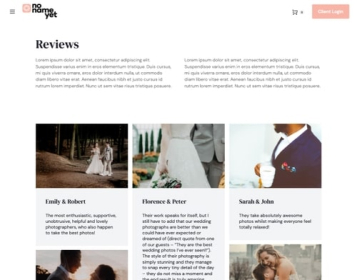 no
name
yet
0
Client Login
Reviews
Lorem ipsum dolor sit amet, consectetur adipiscing elit.
Suspendisse varius enim in eros elementum tristique. Duis cursus,
mi quis viverra ornare, eros dolor interdum nulla, ut commodo
diam libero vitae erat. Aenean faucibus nibh et justo cursus id
rutrum lorem imperdiet. Nunc ut sem vitae risus tristique posuere.
Lorem ipsum dolor sit amet, consectetur adipiscing elit.
Suspendisse varius enim in eros elementum tristique. Duis cursus,
mi quis viverra ornare, eros dolor interdum nulla, ut commodo
diam libero vitae erat. Aenean faucibus nibh et justo cursus id
rutrum lorem imperdiet. Nunc ut sem vitae risus tristique posuere.
Emily & Robert
The most enthusiastic, supportive,
unobtrusive, helpful and lovely
photographers, who also happen
to take the best photos!
Florence & Peter
Their work speaks for itself, but I
still have to add that our wedding
photographs are better than we
could have ever expected or
dreamed of (direct quote from one
of our guests – "They are the best
wedding photos I've ever seen!").
The style of their photography is
simply stunning and they manage
to snap every tiny detail of the day
– they do not miss a moment and
Sarah & John
They take absolutely awesome
photos whilst making everyone feel
totally relaxed!